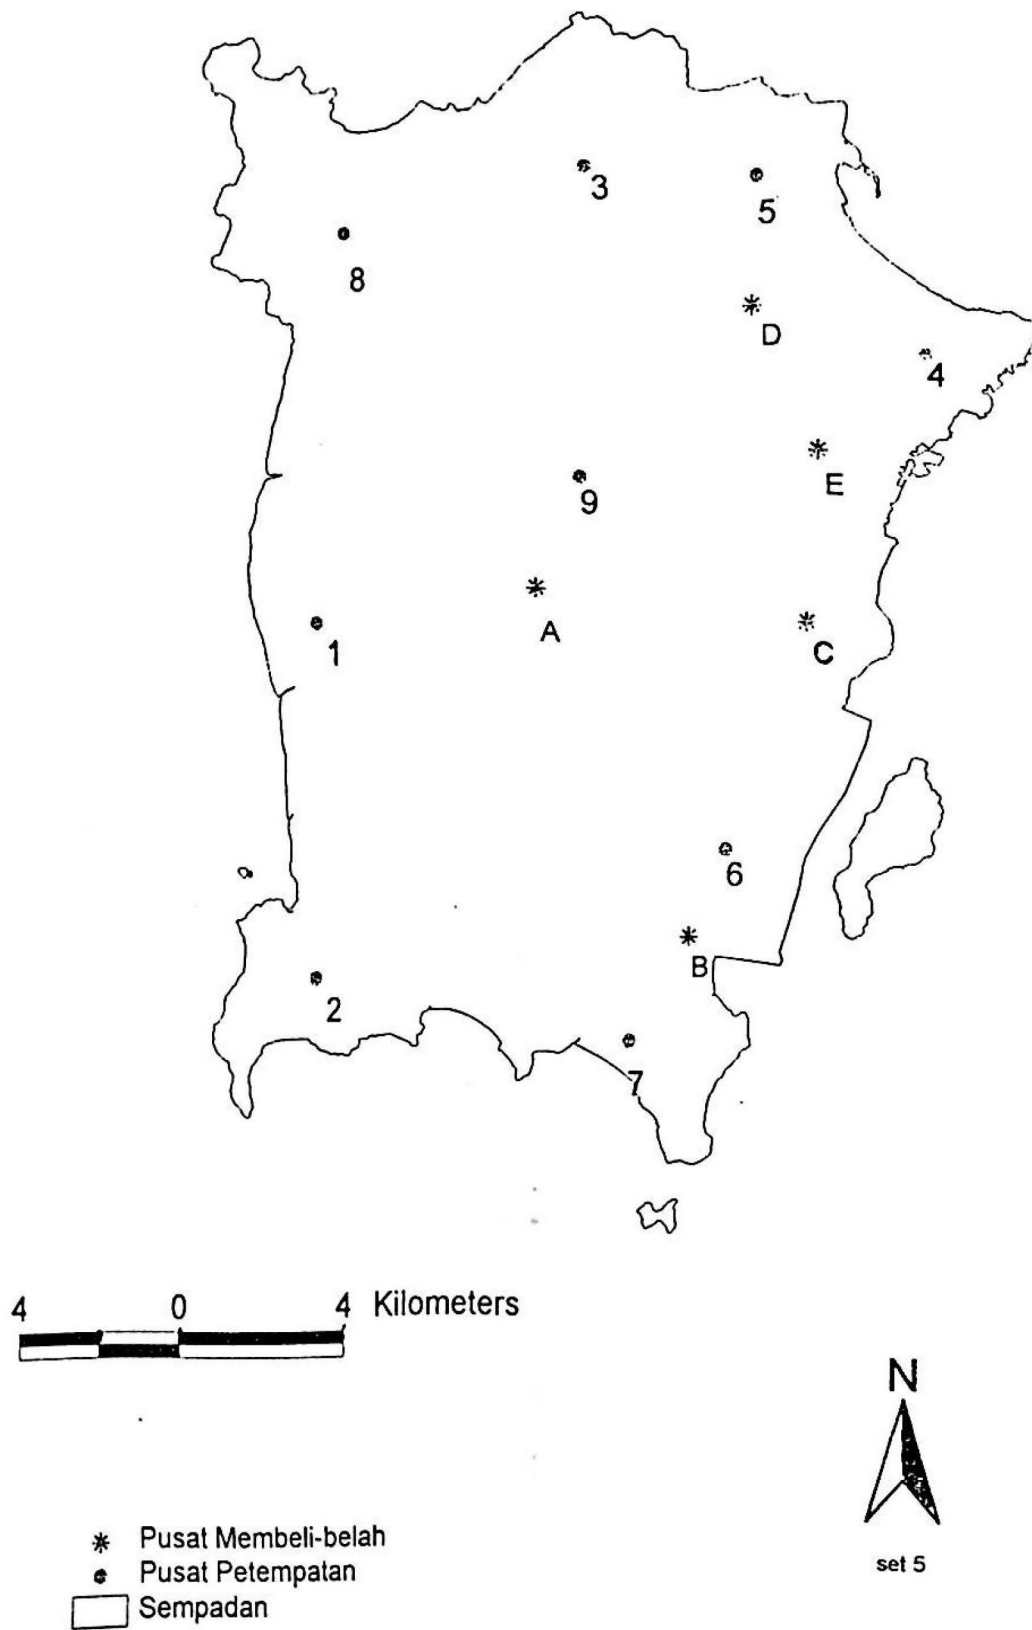 3
5
8
D
4
9
E
A
1
C
6
B
2
7
4 0 4 Kilometers
N
set 5
Pusat Membeli-belah
Pusat Petempatan
Sempadan